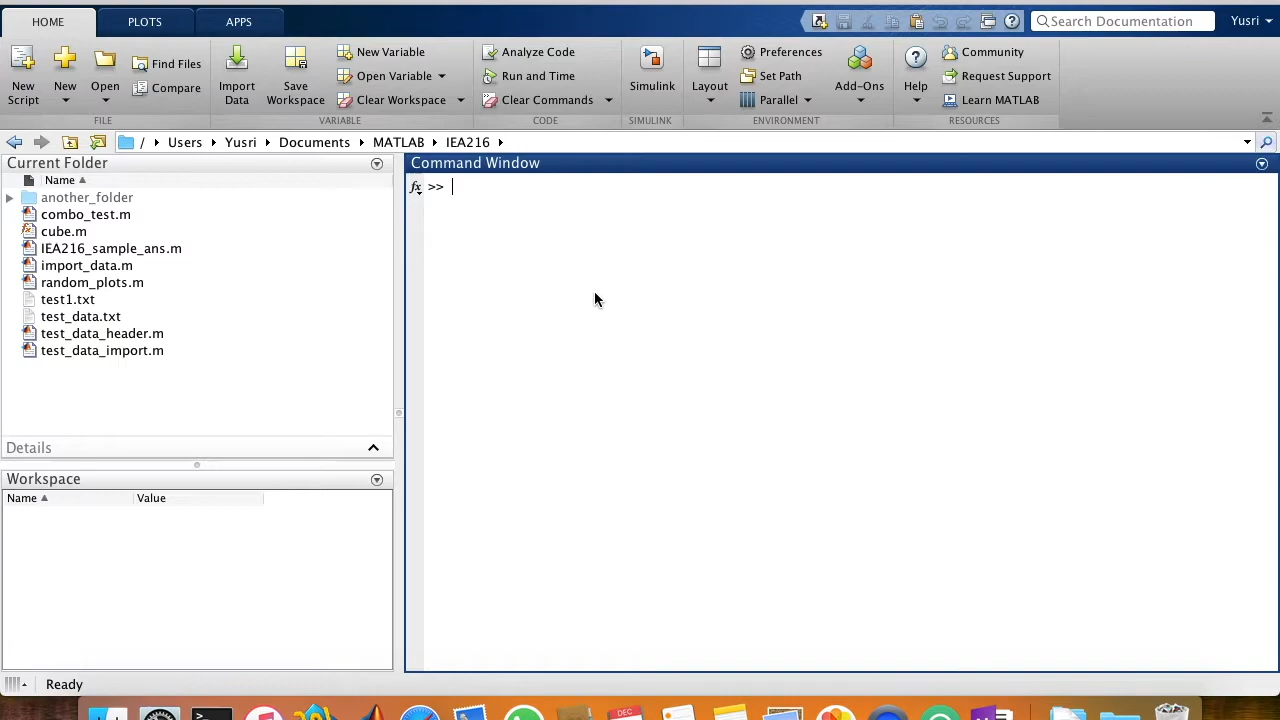 HOME PLOTS APPS Search Documentation Yusri
New Script
New
Open
Find Files
Compare
FILE
Import Data
Save Workspace
New Variable
Open Variable
Clear Workspace
VARIABLE
Analyze Code
Run and Time
Clear Commands
CODE
Simulink
SIMULINK
Layout
Preferences
Set Path
Parallel
Add-Ons
ENVIRONMENT
Help
Community
Request Support
Learn MATLAB
RESOURCES
/ Users Yusri Documents MATLAB IEA216
Current Folder
Name
another_folder
combo_test.m
cube.m
IEA216_sample_ans.m
import_data.m
random_plots.m
test1.txt
test_data.txt
test_data_header.m
test_data_import.m
Details
Workspace
Name Value
Command Window
fx >>
Ready
DEC